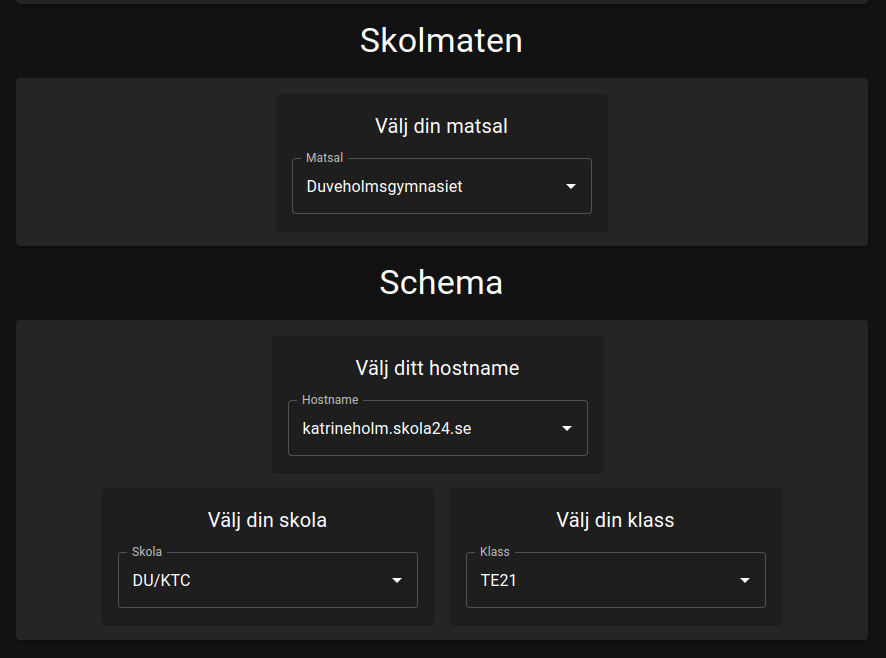 Skolmaten
Välj din matsal
Matsal
Duveholmsgymnasiet
Schema
Välj ditt hostname
Hostname
katrineholm.skola24.se
Välj din skola
Skola
DU/KTC
Välj din klass
Klass
TE21